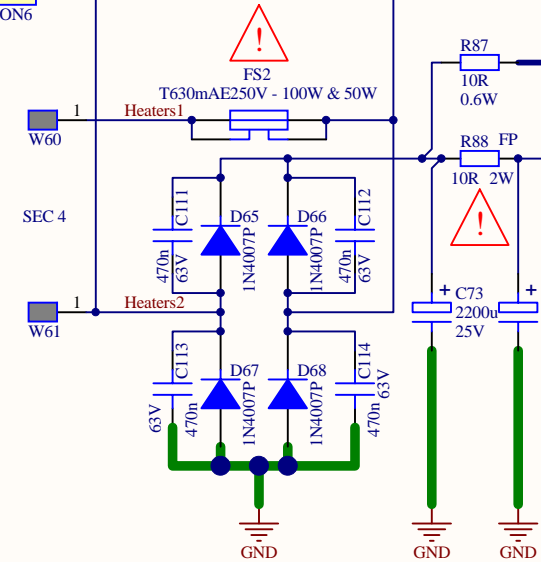 ON6
FS2
T630mAE250V - 100W & 50W
R87
10R
0.6W
1
Heaters1
W60
R88
FP
10R
2W
SEC 4
C111
470n
63V
D65
1N4007P
D66
1N4007P
C112
470n
63V
1
Heaters2
W61
C73
2200u
25V
C113
63V
470n
D67
1N4007P
D68
1N4007P
C114
470n
63V
GND
GND
GND